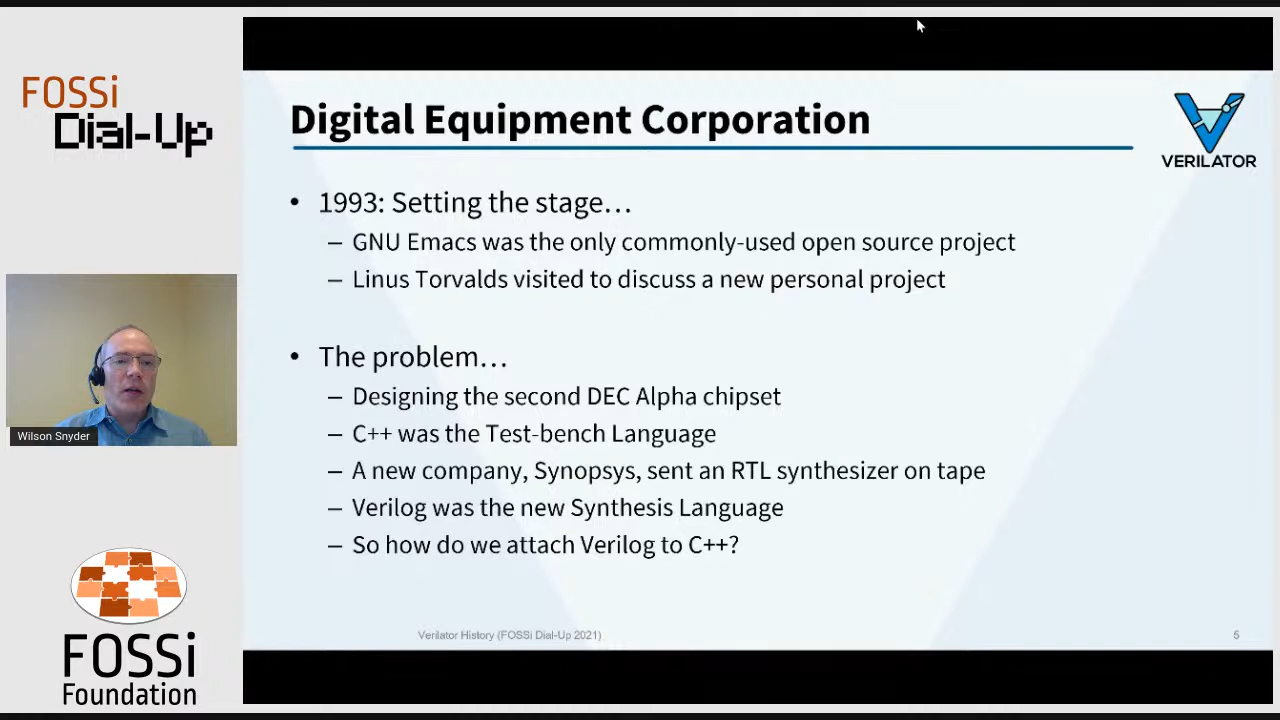 FOSSi
Dial-Up
Digital Equipment Corporation
VERILATOR
• 1993: Setting the stage…
– GNU Emacs was the only commonly-used open source project
– Linus Torvalds visited to discuss a new personal project
• The problem…
– Designing the second DEC Alpha chipset
– C++ was the Test-bench Language
– A new company, Synopsys, sent an RTL synthesizer on tape
– Verilog was the new Synthesis Language
– So how do we attach Verilog to C++?
Wilson Snyder
Verilator History (FOSSi Dial-Up 2021)
5
FOSSi
Foundation